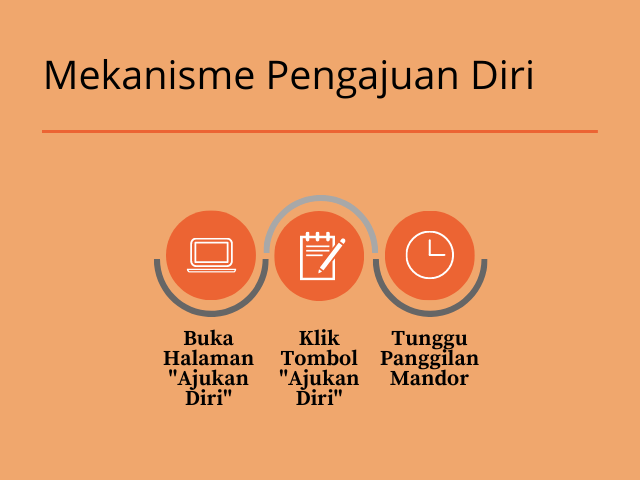 Mekanisme Pengajuan Diri
Buka
Halaman
"Ajukan
Diri"
Klik
Tombol
"Ajukan
Diri"
Tunggu
Panggilan
Mandor